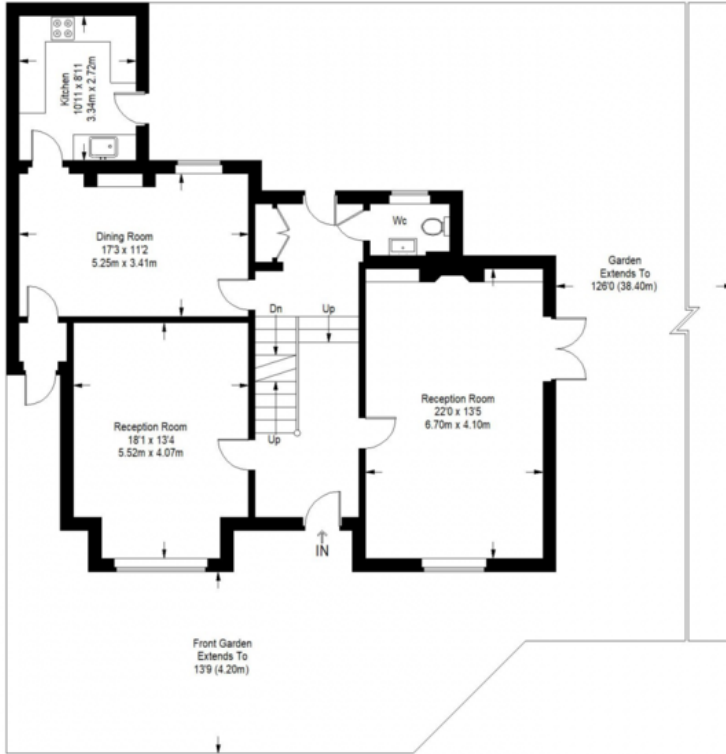 Kitchen
10'11 x 8'11
3.34m x 2.72m
Dining Room
17'3 x 11'2
5.25m x 3.41m
Wc
Garden
Extends To
126'0 (38.40m)
Dn
Up
Reception Room
18'1 x 13'4
5.52m x 4.07m
Up
Reception Room
22'0 x 13'5
6.70m x 4.10m
IN
Front Garden
Extends To
13'9 (4.20m)